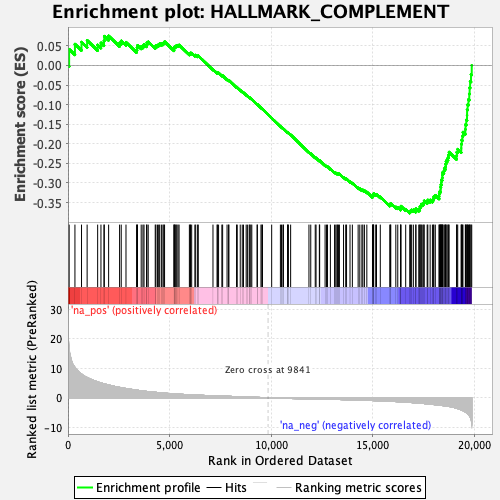 Enrichment plot: HALLMARK_COMPLEMENT
Enrichment score (ES)
0.05
0.00
-0.05
-0.10
-0.15
-0.20
-0.25
-0.30
-0.35
'na_pos' (positively correlated)
Ranked list metric (PreRanked)
30
20
10
0
-10
Zero cross at 9841
'na_neg' (negatively correlated)
0
5,000
10,000
15,000
20,000
Rank in Ordered Dataset
Enrichment profile
Hits
Ranking metric scores